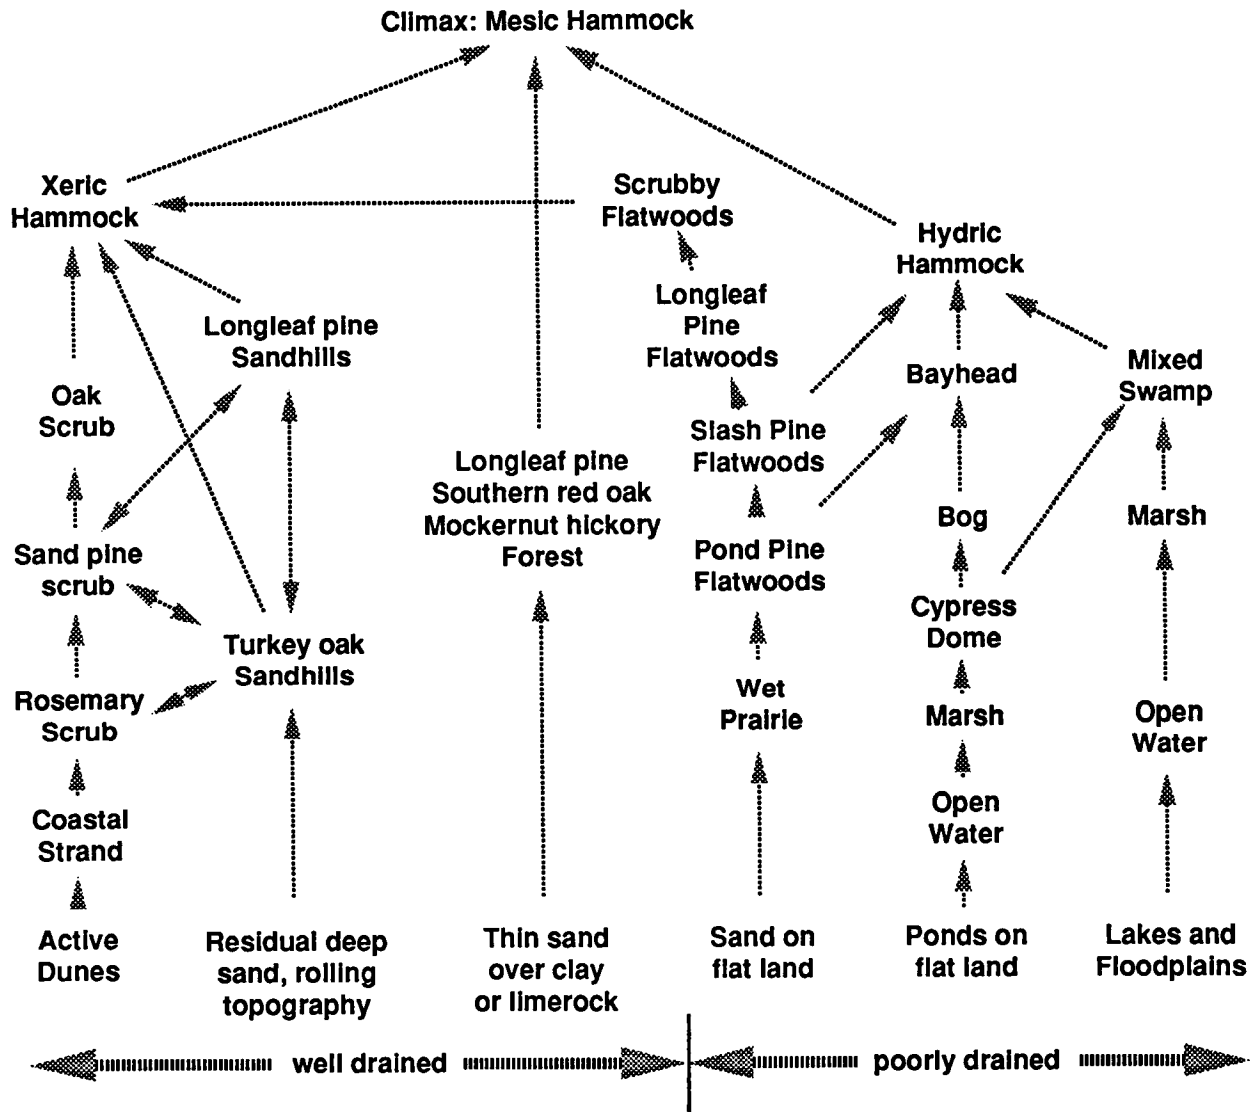 Climax: Mesic Hammock
Xeric
Hammock
Scrubby
Flatwoods
Hydric
Hammock
Longleaf pine
Sandhills
Longleaf
Pine
Flatwoods
Oak
Scrub
Bayhead
Mixed
Swamp
Slash Pine
Flatwoods
Longleaf pine
Southern red oak
Mockernut hickory
Forest
Sand pine
scrub
Pond Pine
Flatwoods
Bog
Marsh
Cypress
Dome
Turkey oak
Sandhills
Rosemary
Scrub
Wet
Prairie
Marsh
Open
Water
Coastal
Strand
Open
Water
Active
Dunes
Residual deep
sand, rolling
topography
Thin sand
over clay
or limerock
Sand on
flat land
Ponds on
flat land
Lakes and
Floodplains
well drained
poorly drained